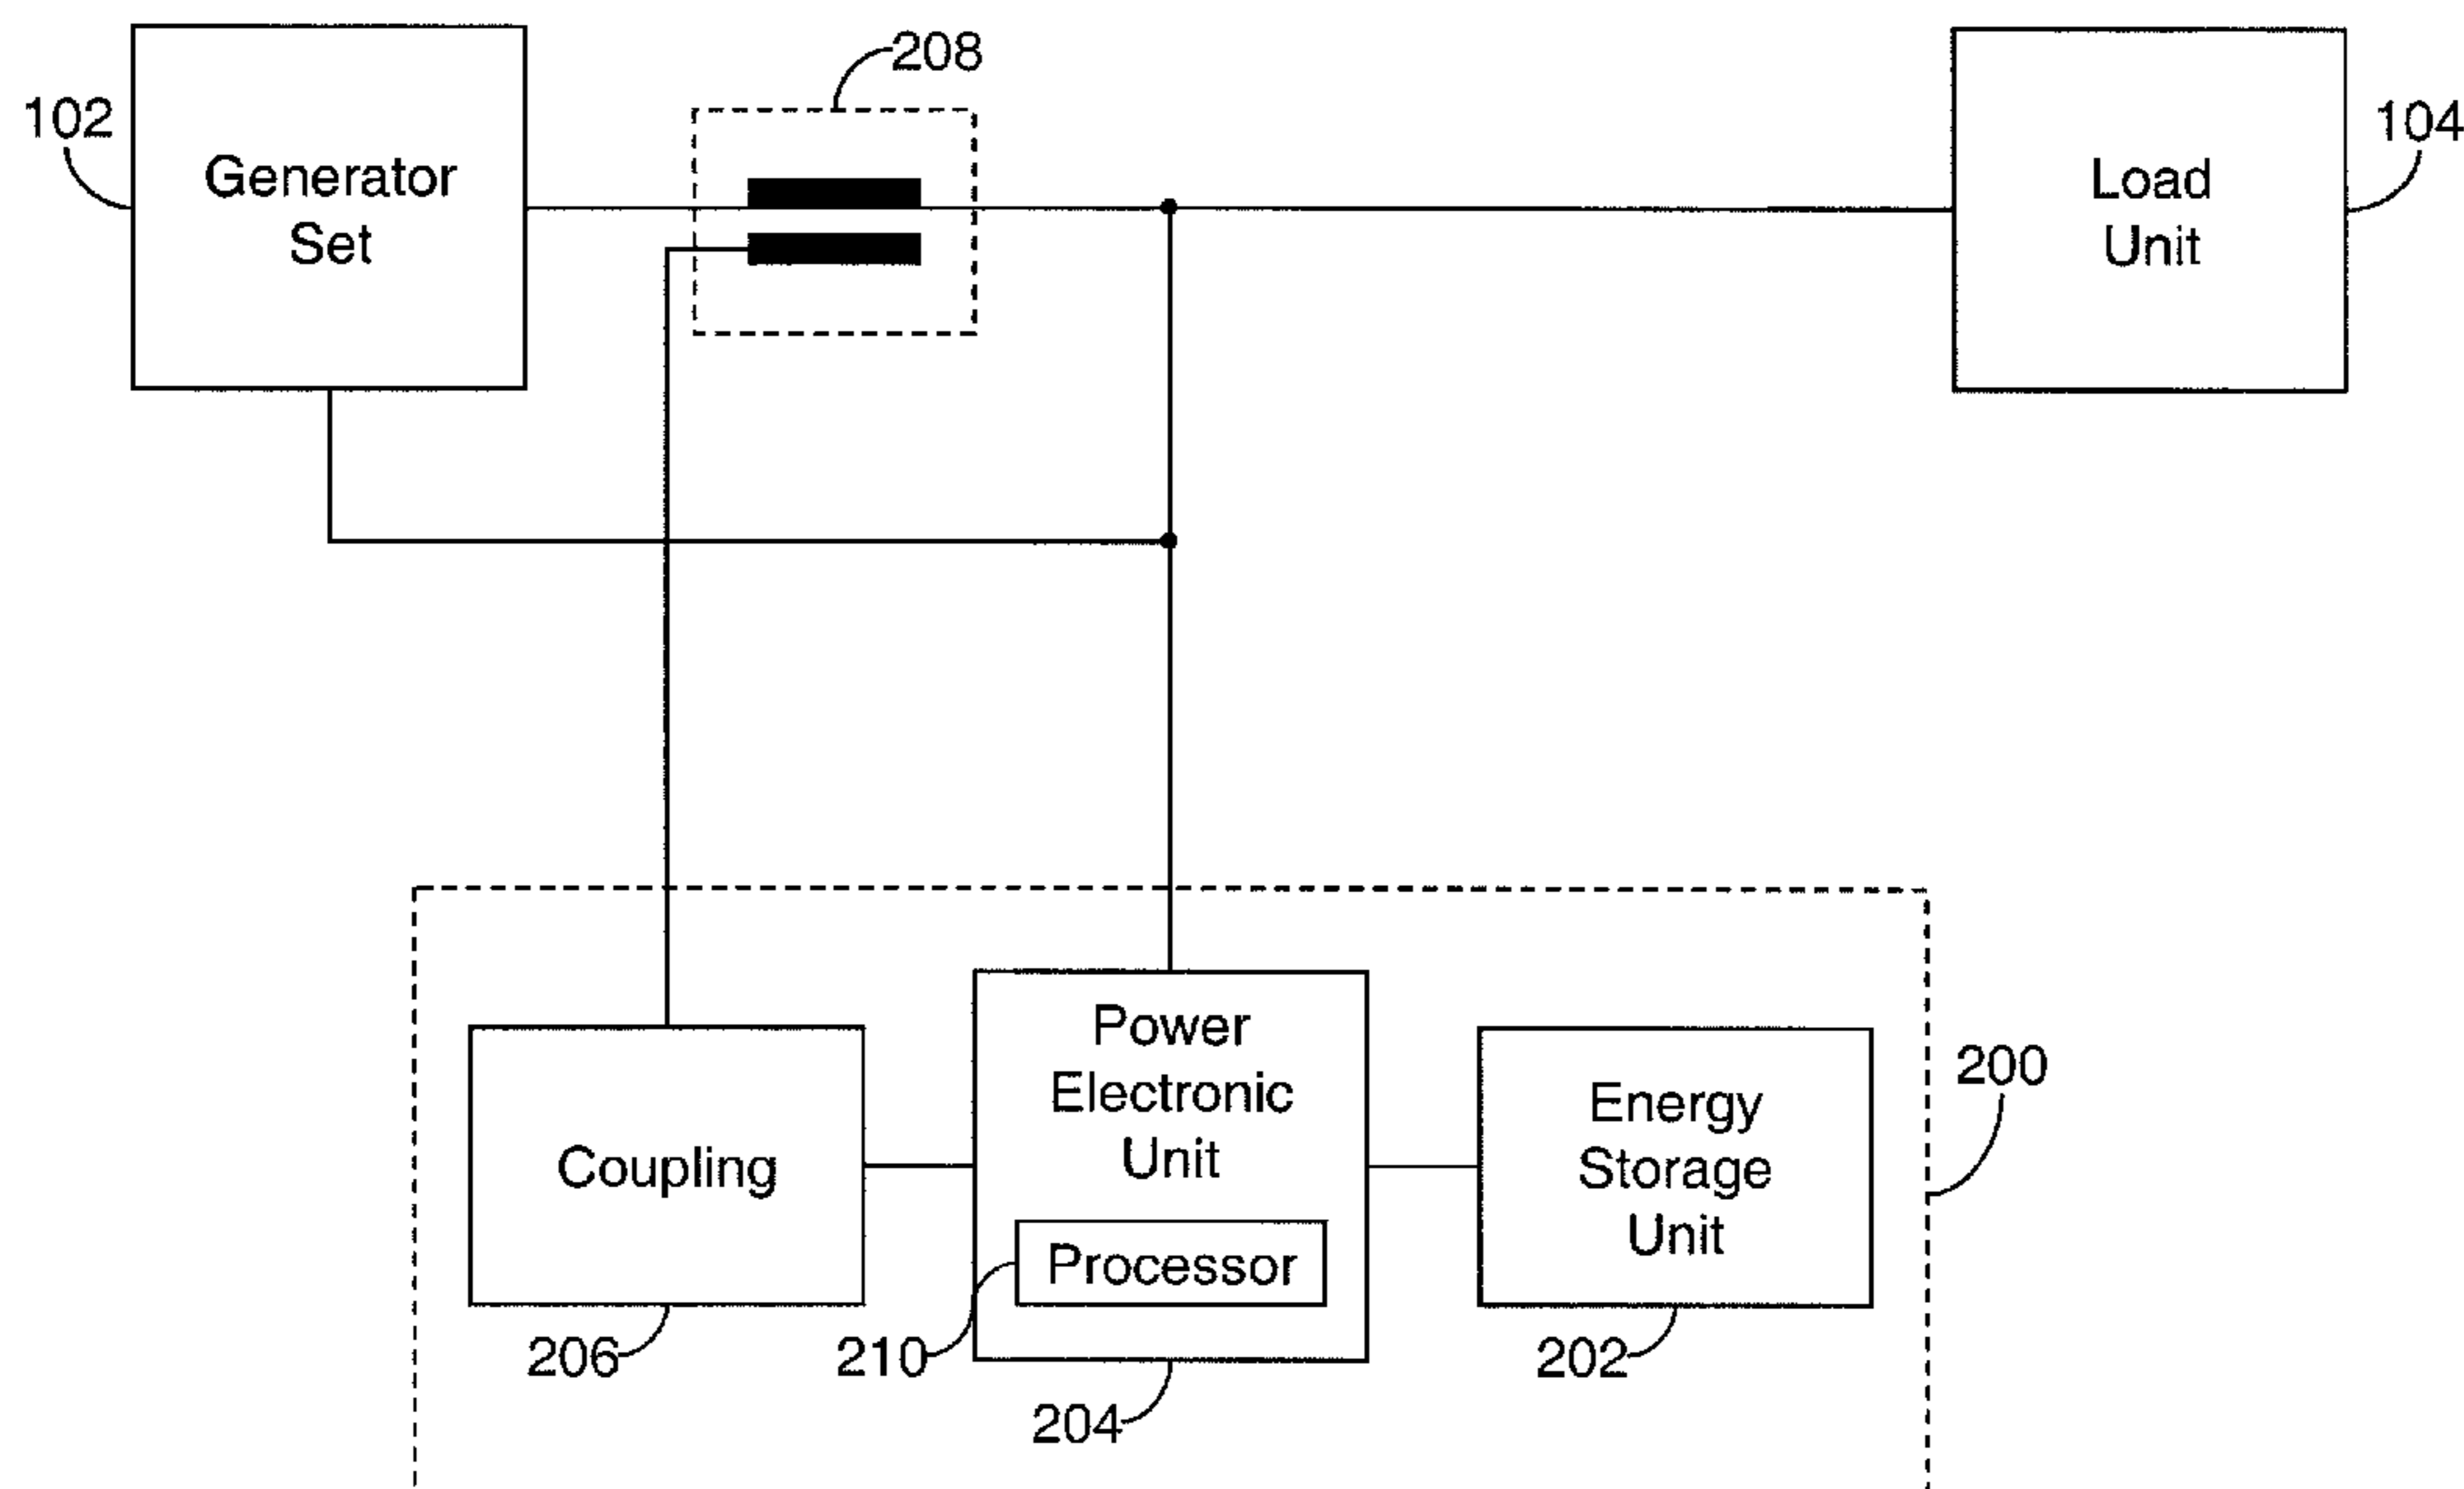 208
102
104
Generator
Set
Load
Unit
Power
Electronic
Unit
200
Energy
Storage
Unit
Coupling
Processor
206
210
202
204